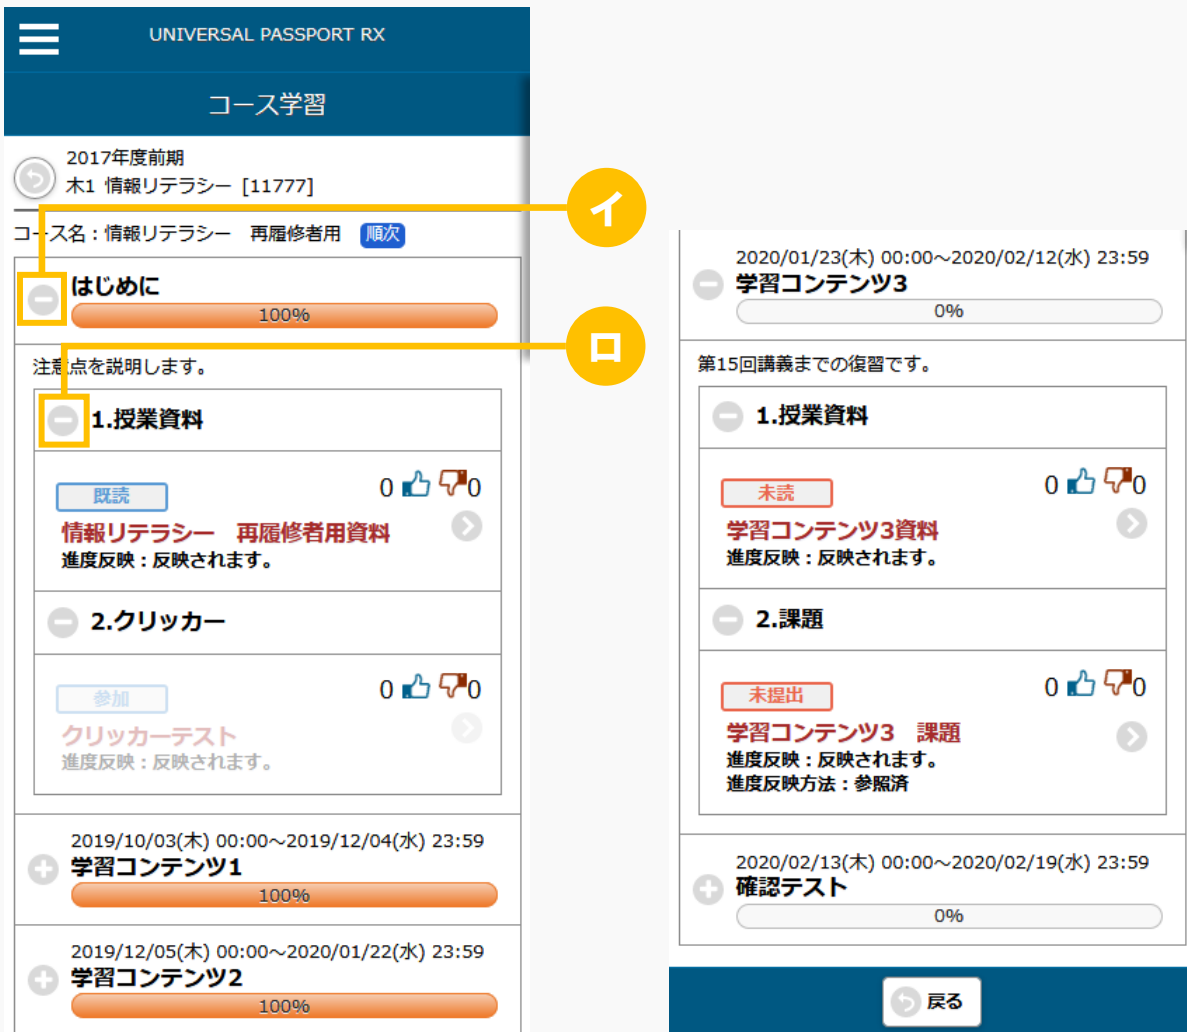 UNIVERSAL PASSPORT RX
コース学習
2017年度前期
木1 情報リテラシー [11777]
コース名：情報リテラシー　再履修者用　順次
イ
はじめに
100%
ロ
注意点を説明します。
1.授業資料
既読
0 0
情報リテラシー　再履修者用資料
進度反映：反映されます。
2.クリッカー
参加
0 0
クリッカーテスト
進度反映：反映されます。
2019/10/03(木) 00:00～2019/12/04(水) 23:59
学習コンテンツ1
100%
2019/12/05(木) 00:00～2020/01/22(水) 23:59
学習コンテンツ2
100%
2020/01/23(木) 00:00～2020/02/12(水) 23:59
学習コンテンツ3
0%
第15回講義までの復習です。
1.授業資料
未読
0 0
学習コンテンツ3資料
進度反映：反映されます。
2.課題
未提出
0 0
学習コンテンツ3　課題
進度反映：反映されます。
進度反映方法：参照済
2020/02/13(木) 00:00～2020/02/19(水) 23:59
確認テスト
0%
戻る